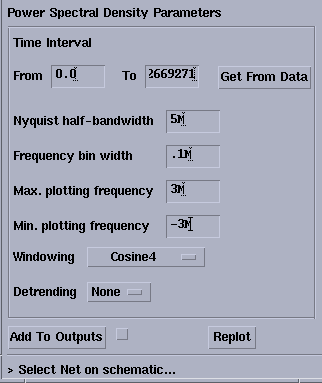 Power Spectral Density Parameters
Time Interval
From 0.0 To 2669271 Get From Data
Nyquist half-bandwidth 5M
Frequency bin width .1M
Max. plotting frequency 3M
Min. plotting frequency -3M
Windowing Cosine4
Detrending None
Add To Outputs Replot
> Select Net on schematic...